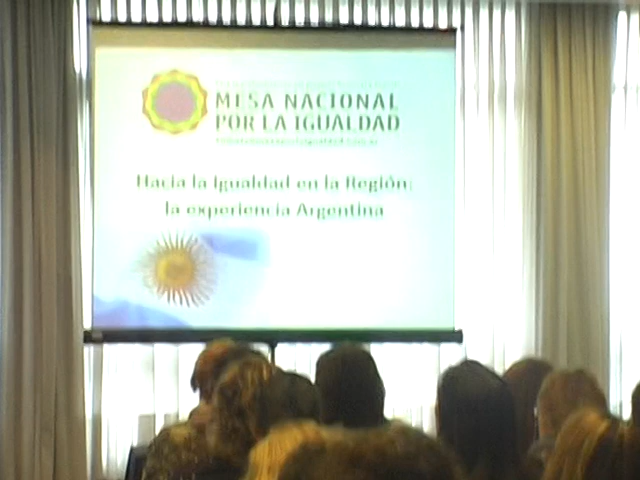 MESA NACIONAL
POR LA IGUALDAD
Hacia la Igualdad en la Región:
la experiencia Argentina